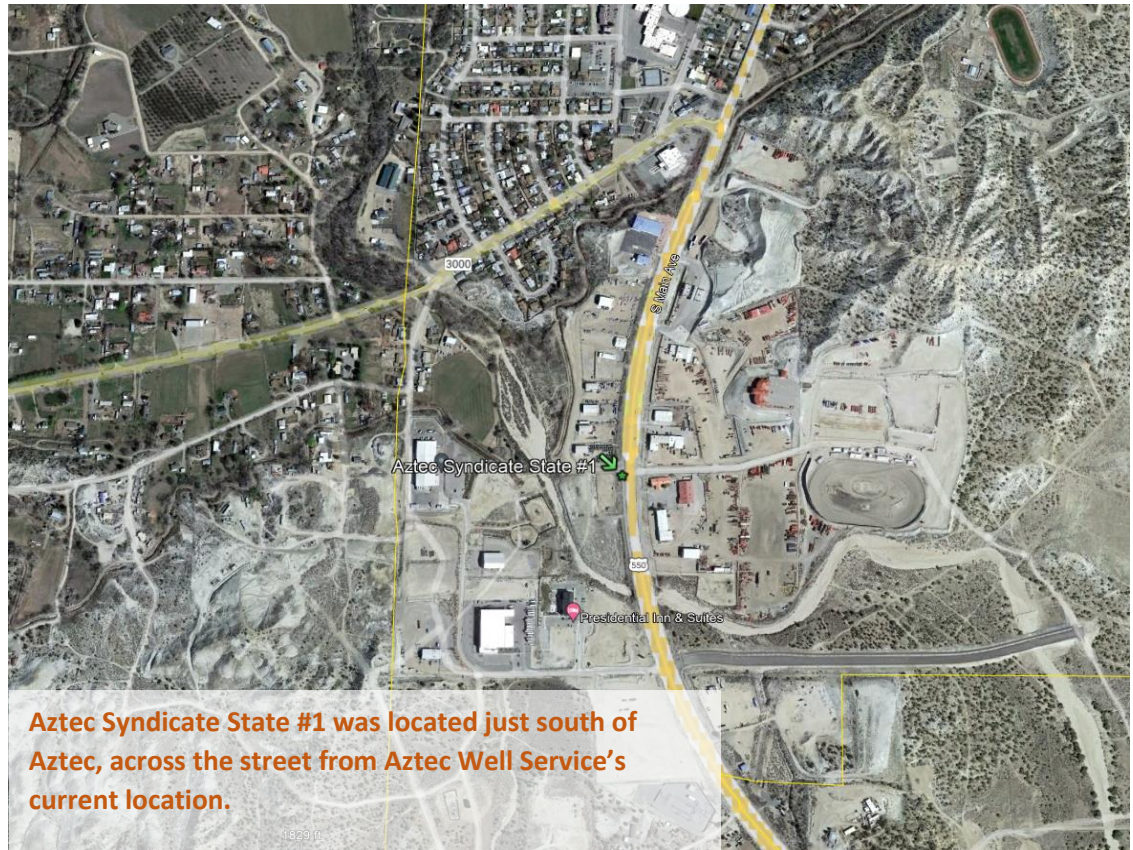 3000
S Main Ave
Aztec Syndicate State #1
550
Presidential Inn & Suites
Aztec Syndicate State #1 was located just south of
Aztec, across the street from Aztec Well Service’s
current location.
1829 ft